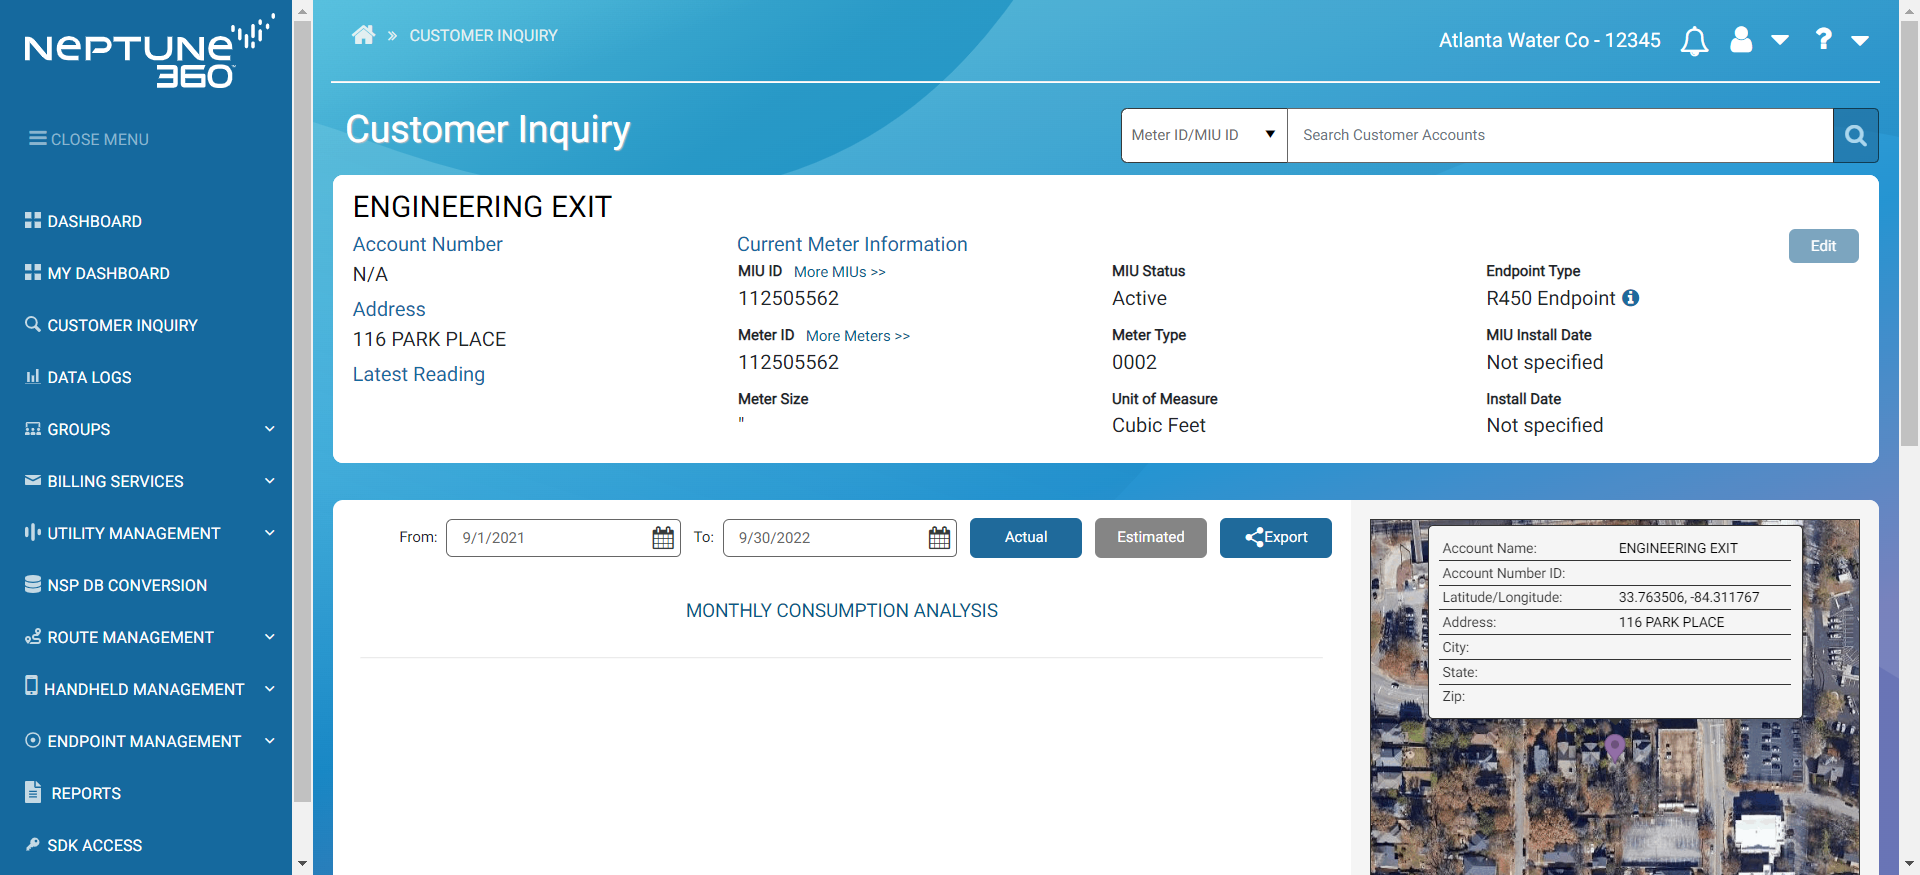 NEPTUNE
360
CLOSE MENU
DASHBOARD
MY DASHBOARD
CUSTOMER INQUIRY
DATA LOGS
GROUPS
BILLING SERVICES
UTILITY MANAGEMENT
NSP DB CONVERSION
ROUTE MANAGEMENT
HANDHELD MANAGEMENT
ENDPOINT MANAGEMENT
REPORTS
SDK ACCESS
» CUSTOMER INQUIRY
Atlanta Water Co - 12345
?
Customer Inquiry
Meter ID/MIU ID
Search Customer Accounts
ENGINEERING EXIT
Account Number
N/A
Address
116 PARK PLACE
Latest Reading
Current Meter Information
MIU ID More MIUs >>
112505562
Meter ID More Meters >>
112505562
Meter Size
"
MIU Status
Active
Meter Type
0002
Unit of Measure
Cubic Feet
Edit
Endpoint Type
R450 Endpoint
MIU Install Date
Not specified
Install Date
Not specified
From: 9/1/2021 To: 9/30/2022 Actual Estimated Export
MONTHLY CONSUMPTION ANALYSIS
Account Name: ENGINEERING EXIT
Account Number ID:
Latitude/Longitude: 33.763506, -84.311767
Address: 116 PARK PLACE
City:
State:
Zip: